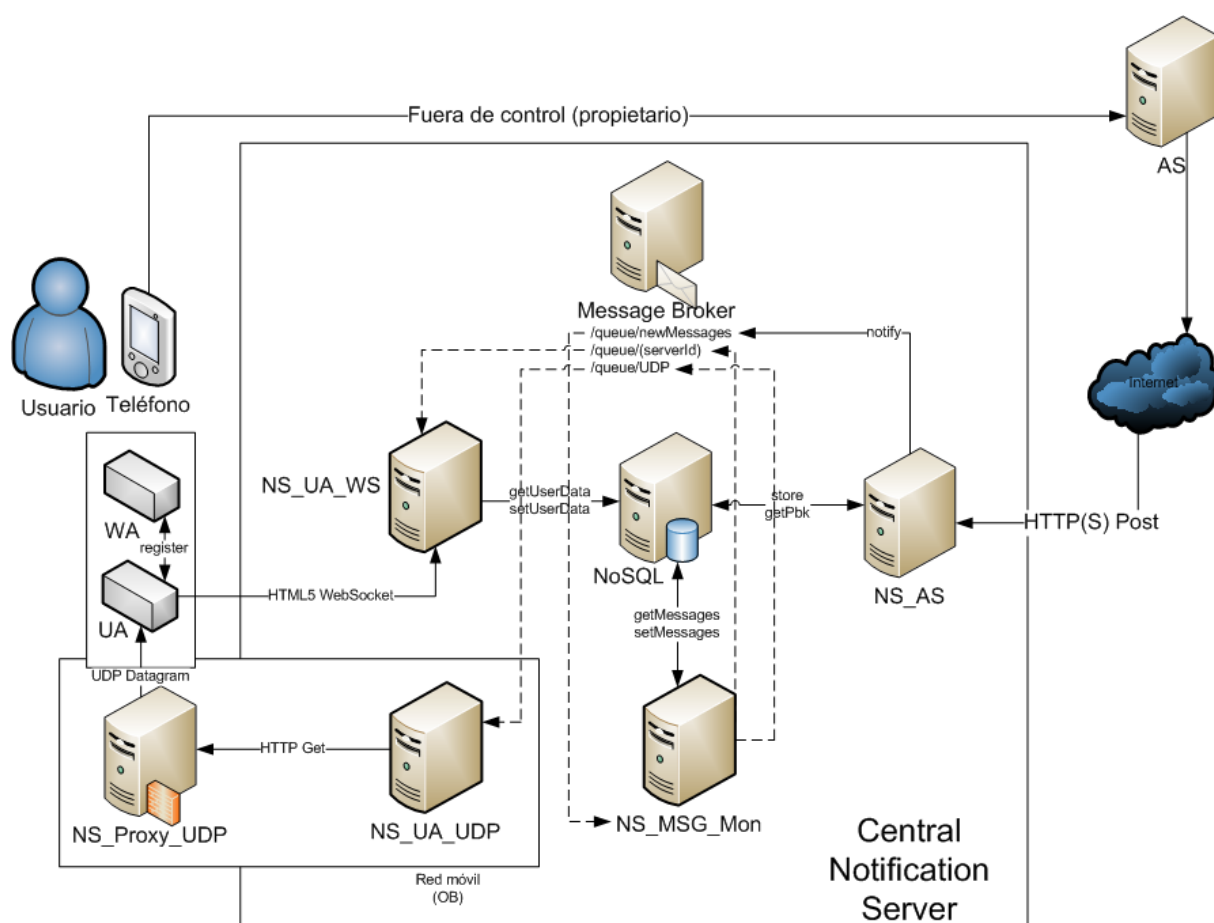 Fuera de control (propietario)
AS
Message Broker
/queue/newMessages
/queue/(serverId)
/queue/UDP
notify
Internet
Usuario
Teléfono
NS_UA_WS
getUserData
setUserData
store
getPbk
HTTP(S) Post
WA
register
NoSQL
NS_AS
HTML5 WebSocket
UA
getMessages
setMessages
UDP Datagram
HTTP Get
NS_Proxy_UDP
NS_UA_UDP
NS_MSG_Mon
Central
Notification
Server
Red móvil
(OB)